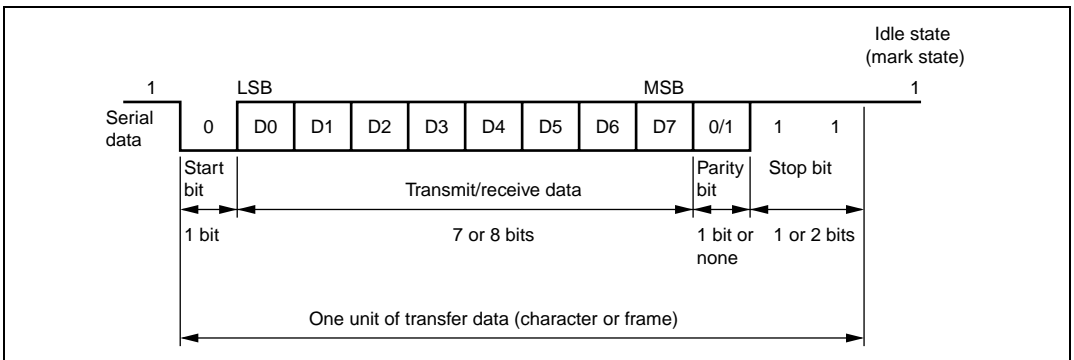 Idle state
(mark state)
1 LSB MSB 1
Serial
data
0 D0 D1 D2 D3 D4 D5 D6 D7 0/1 1 1
Start
bit
Transmit/receive data
Parity
bit
Stop bit
1 bit
7 or 8 bits
1 bit or
none
1 or 2 bits
One unit of transfer data (character or frame)